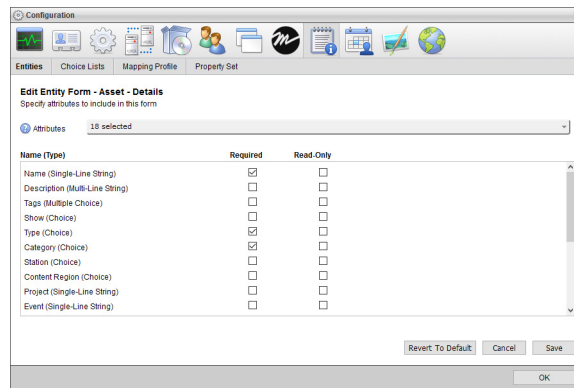 Configuration
Entities Choice Lists Mapping Profile Property Set
Edit Entity Form - Asset - Details
Specify attributes to include in this form
? Attributes 18 selected
Name (Type) Required Read-Only
Name (Single-Line String)
Description (Multi-Line String)
Tags (Multiple Choice)
Show (Choice)
Type (Choice)
Category (Choice)
Station (Choice)
Content Region (Choice)
Project (Single-Line String)
Event (Single-Line String)
Revert To Default Cancel Save
OK